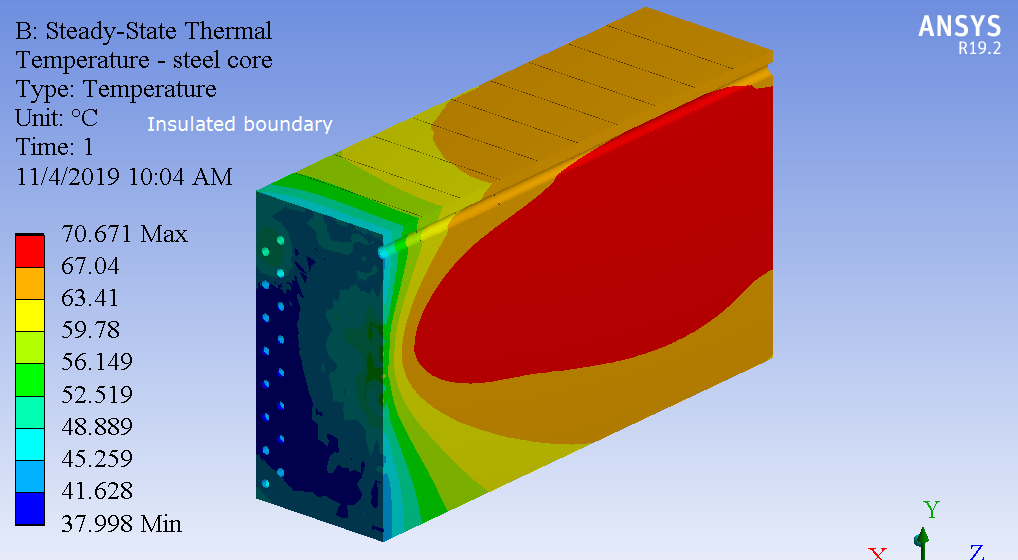 B: Steady-State Thermal
Temperature - steel core
Type: Temperature
Unit: °C
Insulated boundary
Time: 1
11/4/2019 10:04 AM
ANSYS
R19.2
70.671 Max
67.04
63.41
59.78
56.149
52.519
48.889
45.259
41.628
37.998 Min
Y
X
Z